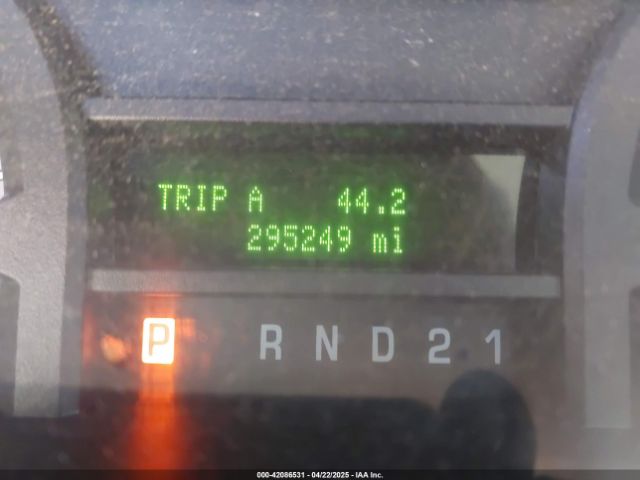 TRIP A 44.2
295249 mi
P R N D 2 1
000-42086531 - 04/22/2025 - IAA Inc.